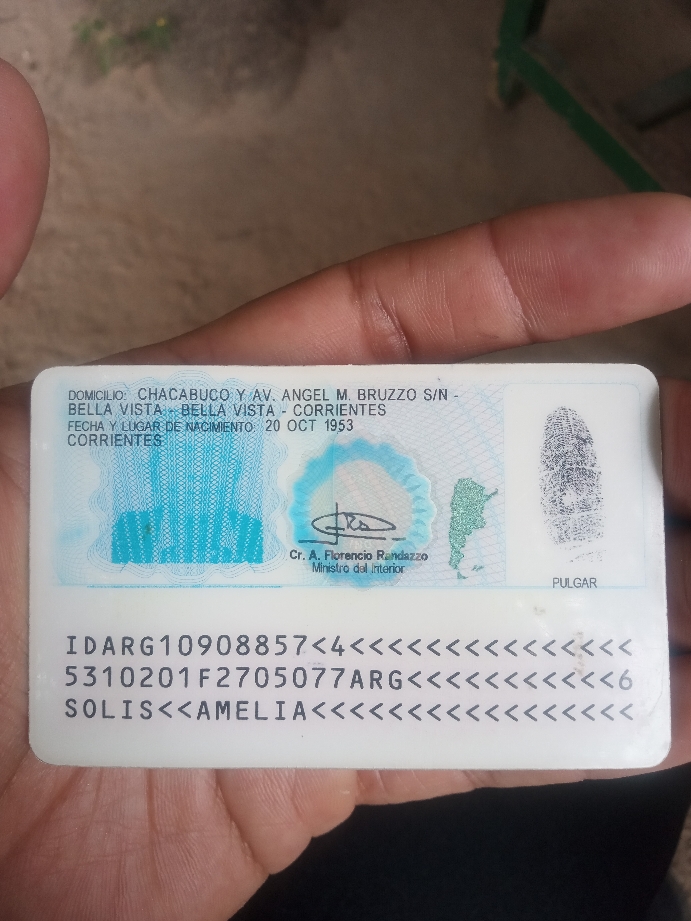 DOMICILIO: CHACABUCO Y AV. ANGEL M. BRUZZO S/N -
BELLA VISTA - BELLA VISTA - CORRIENTES
FECHA Y LUGAR DE NACIMIENTO: 20 OCT 1953
CORRIENTES
Cr. A. Florencio Randazzo
Ministro del Interior
PULGAR
IDARG10908857<4<<<<<<<<<<<<<<<
5310201F2705077ARG<<<<<<<<<<<6
SOLIS<<AMELIA<<<<<<<<<<<<<<<<<